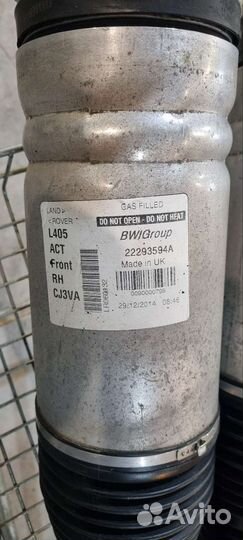 LAND
ROVER
GAS FILLED
DO NOT OPEN - DO NOT HEAT
L405
ACT
Front
RH
CJ3VA
BWIGroup
22293594A
Made in UK
29/12/2014 08:46
Avito